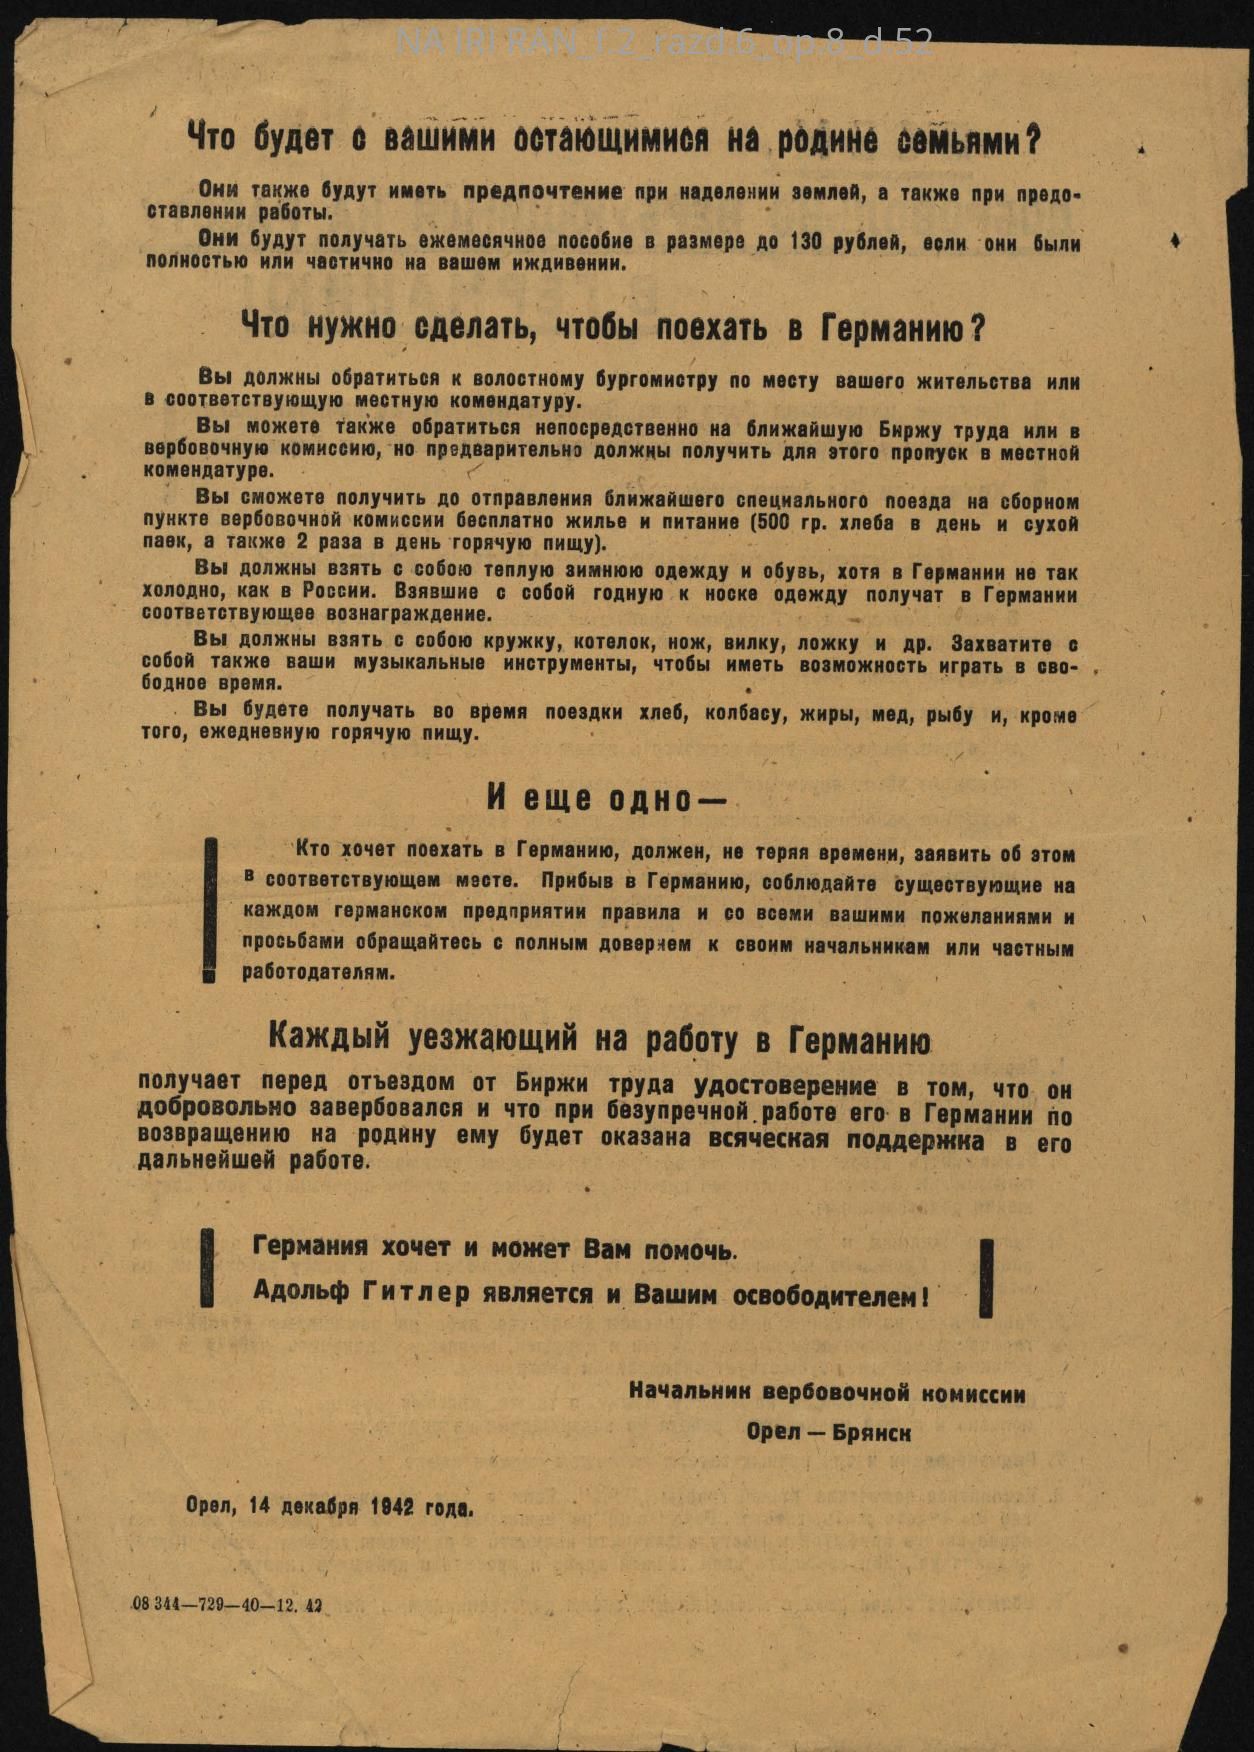 NA IRI RAN_f.2_razd.6_op.8_d.52
Что будет с вашими остающимися на родине семьями?
Они также будут иметь предпочтение при наделении землей, а также при предо-
ставлении работы.
Они будут получать ежемесячное пособие в размере до 130 рублей, если они были
полностью или частично на вашем иждивении.
Что нужно сделать, чтобы поехать в Германию?
Вы должны обратиться к волостному бургомистру по месту вашего жительства или
в соответствующую местную комендатуру.
Вы можете также обратиться непосредственно на ближайшую Биржу труда или в
вербовочную комиссию, но предварительно должны получить для этого пропуск в местной
комендатуре.
Вы сможете получить до отправления ближайшего специального поезда на сборном
пункте вербовочной комиссии бесплатно жилье и питание (500 гр. хлеба в день и сухой
паек, а также 2 раза в день горячую пищу).
Вы должны взять с собою теплую зимнюю одежду и обувь, хотя в Германии не так
холодно, как в России. Взявшие с собой годную к носке одежду получат в Германии
соответствующее вознаграждение.
Вы должны взять с собою кружку, котелок, нож, вилку, ложку и др. Захватите с
собой также ваши музыкальные инструменты, чтобы иметь возможность играть в сво-
бодное время.
Вы будете получать во время поездки хлеб, колбасу, жиры, мед, рыбу и, кроме
того, ежедневную горячую пищу.
И еще одно—
Кто хочет поехать в Германию, должен, не теряя времени, заявить об этом
в соответствующем месте. Прибыв в Германию, соблюдайте существующие на
каждом германском предприятии правила и со всеми вашими пожеланиями и
просьбами обращайтесь с полным доверием к своим начальникам или частным
работодателям.
Каждый уезжающий на работу в Германию
получает перед отъездом от Биржи труда удостоверение в том, что он
добровольно завербовался и что при безупречной работе его в Германии по
возвращению на родину ему будет оказана всяческая поддержка в его
дальнейшей работе.
Германия хочет и может Вам помочь.
Адольф Гитлер является и Вашим освободителем!
Начальник вербовочной комиссии
Орел — Брянск
Орел, 14 декабря 1942 года.
08 344—729—40—12. 42